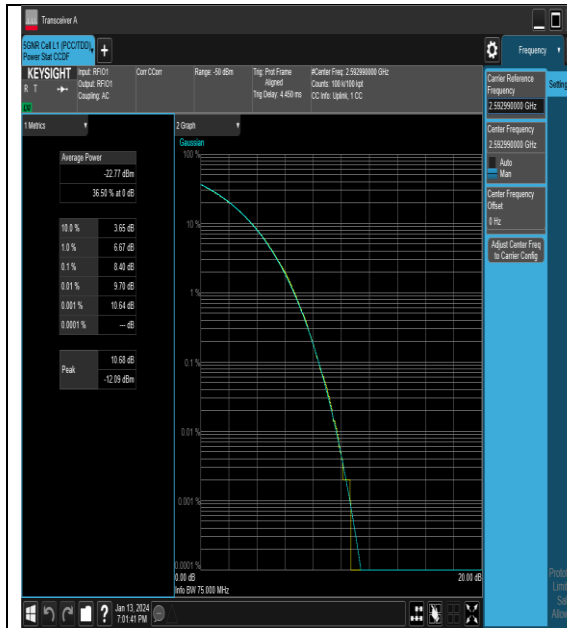 Transceiver A
5GNR Cell L1 (PCC/TDD),
Power Stat CCDF
Frequency
KEYSIGHT
R T
Input: RFIO1
Output: RFIO1
Coupling: AC
Corr CCorr
Range: -50 dBm
Trig: Prot Frame
Aligned
Trig Delay: 4.450 ms
#Center Freq: 2.592990000 GHz
Counts: 100 k/100 kpt
CC Info: Uplink, 1 CC
Carrier Reference
Frequency
2.592990000 GHz
Setting
Center Frequency
2.592990000 GHz
Auto
Man
Center Frequency
Offset
0 Hz
Adjust Center Freq
to Carrier Config
1 Metrics
Average Power
-22.77 dBm
36.50 % at 0 dB
10.0 % 3.65 dB
1.0 % 6.67 dB
0.1 % 8.40 dB
0.01 % 9.70 dB
0.001 % 10.64 dB
0.0001 % --- dB
Peak
10.68 dB
-12.09 dBm
2 Graph
Gaussian
100 %
10 %
1 %
0.1 %
0.01 %
0.001 %
0.0001 %
0.00 dB
20.00 dB
Info BW 75.000 MHz
Jan 13, 2024
7:01:41 PM
?